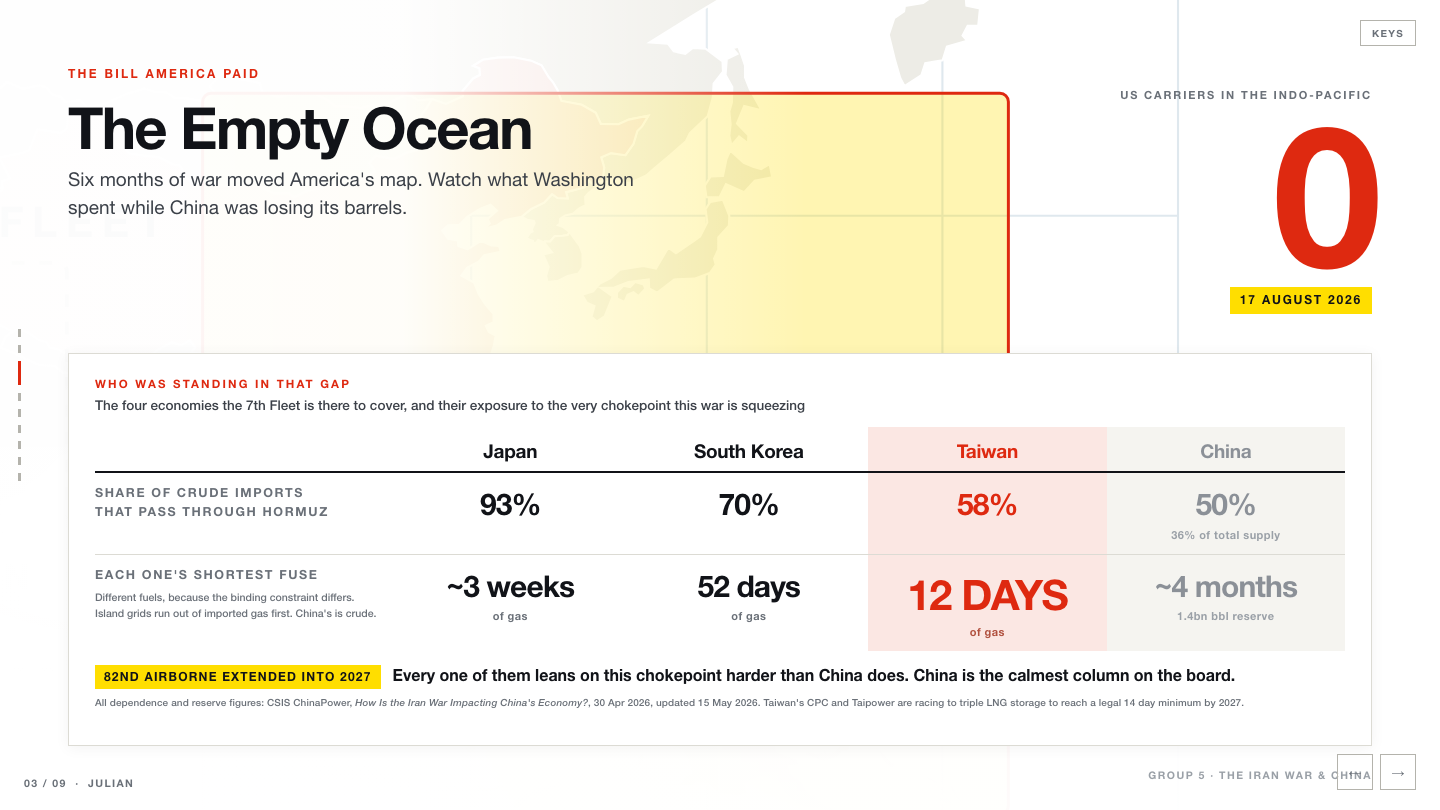 KEYS
THE BILL AMERICA PAID
The Empty Ocean
Six months of war moved America's map. Watch what Washington
spent while China was losing its barrels.
FLEET
US CARRIERS IN THE INDO-PACIFIC
0
17 AUGUST 2026
WHO WAS STANDING IN THAT GAP
The four economies the 7th Fleet is there to cover, and their exposure to the very chokepoint this war is squeezing
Japan South Korea Taiwan China
SHARE OF CRUDE IMPORTS
THAT PASS THROUGH HORMUZ
93% 70% 58% 50%
36% of total supply
EACH ONE'S SHORTEST FUSE
Different fuels, because the binding constraint differs.
Island grids run out of imported gas first. China's is crude.
~3 weeks 52 days 12 DAYS ~4 months
of gas of gas of gas 1.4bn bbl reserve
82ND AIRBORNE EXTENDED INTO 2027 Every one of them leans on this chokepoint harder than China does. China is the calmest column on the board.
All dependence and reserve figures: CSIS ChinaPower, How Is the Iran War Impacting China's Economy?, 30 Apr 2026, updated 15 May 2026. Taiwan's CPC and Taipower are racing to triple LNG storage to reach a legal 14 day minimum by 2027.
03 / 09 · JULIAN
GROUP 5 · THE IRAN WAR & CHINA
← →